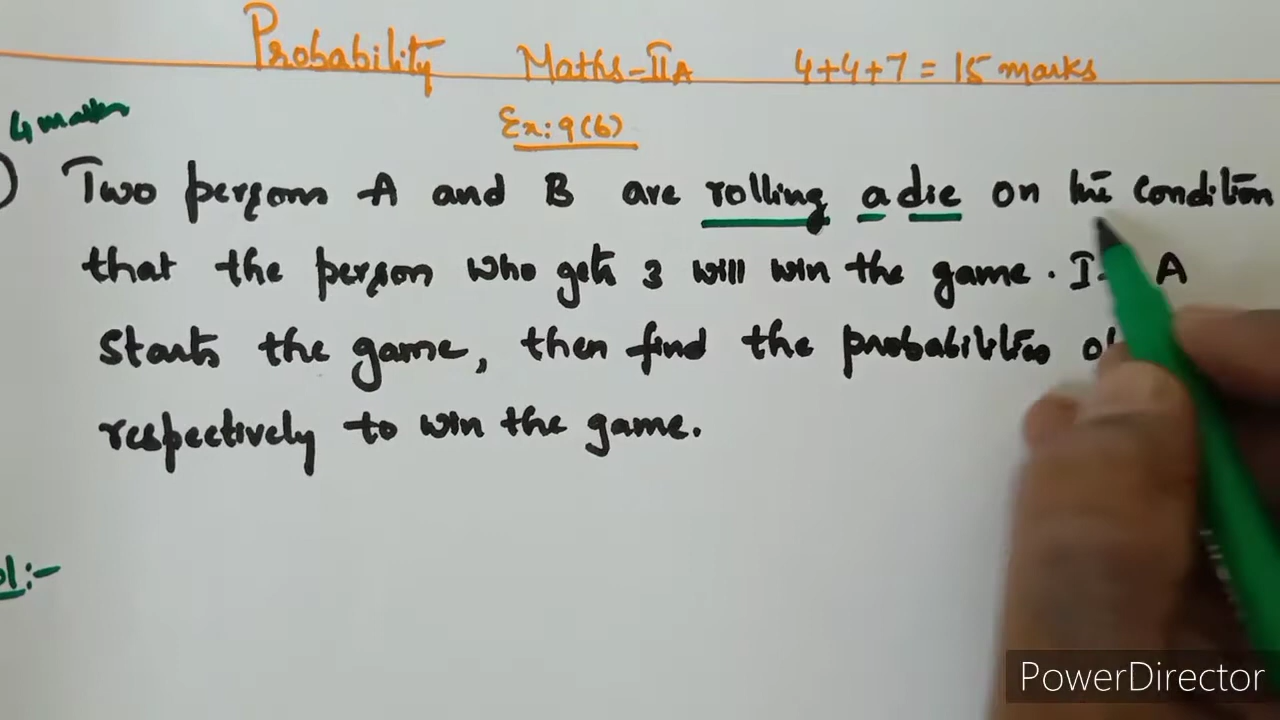 Probability Maths-IIA 4+4+7 = 15 marks
4 marks
Ex: 9(b)
) Two persons A and B are rolling a die on the condition
that the person who gets 3 will win the game. A
starts the game, then find the probabilities
respectively to win the game.
ol:-
PowerDirector